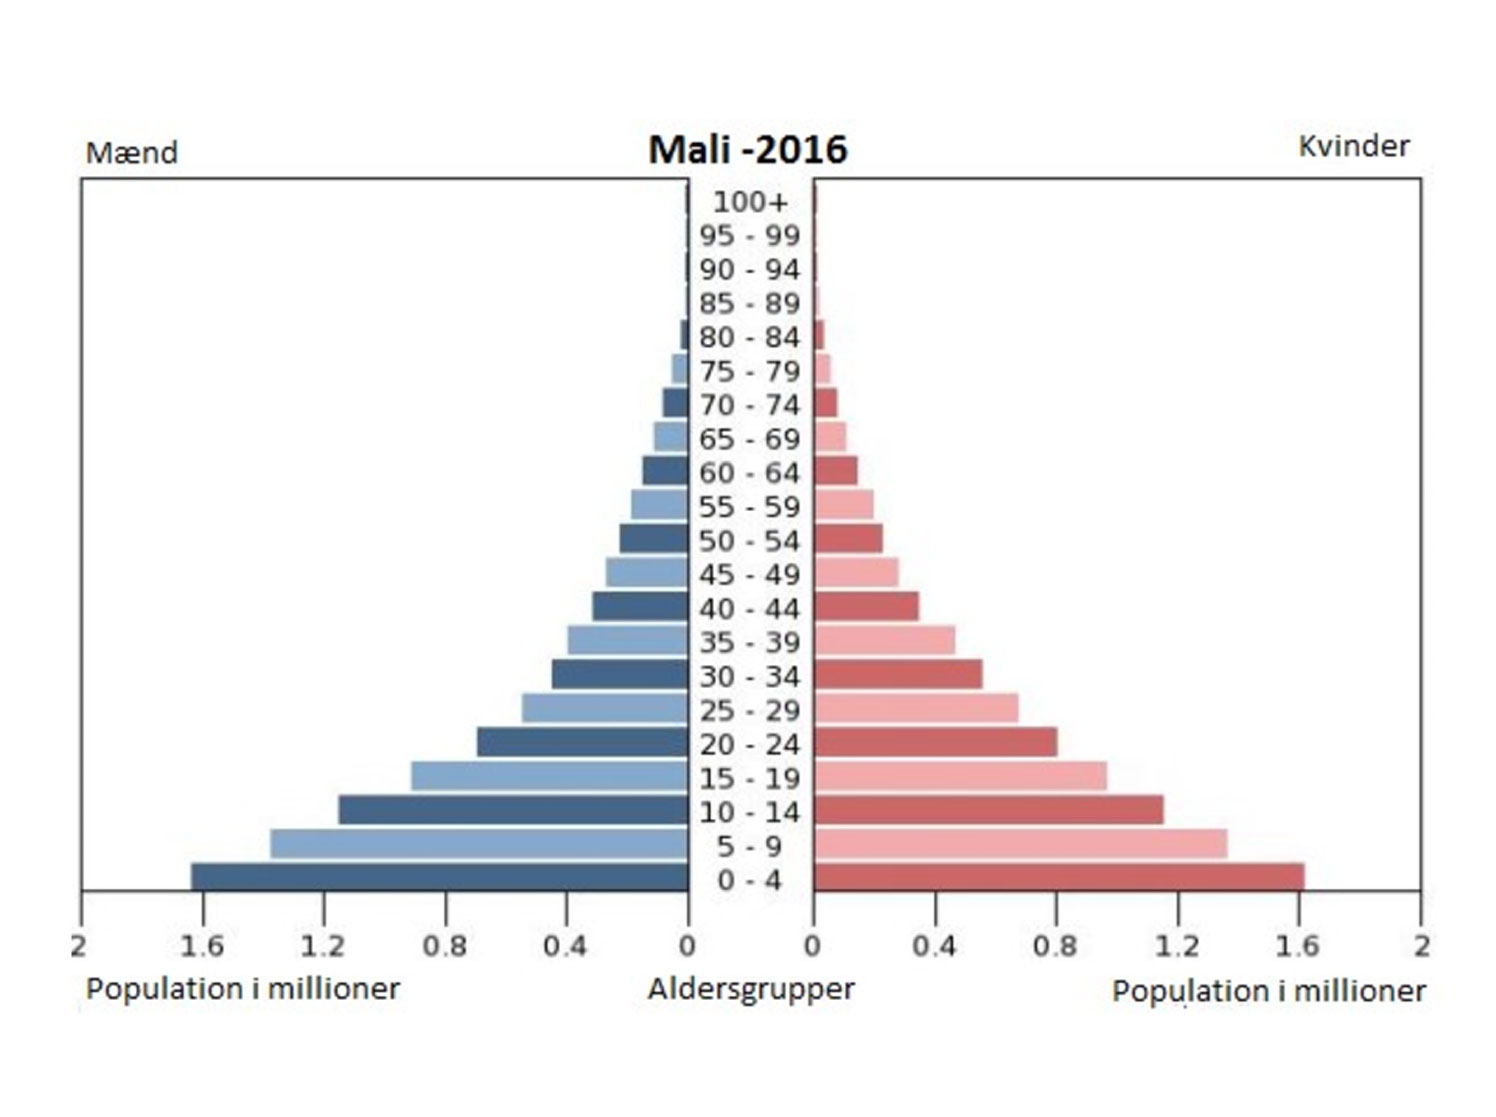 Mænd
Mali -2016
Kvinder
100+
95 - 99
90 - 94
85 - 89
80 - 84
75 - 79
70 - 74
65 - 69
60 - 64
55 - 59
50 - 54
45 - 49
40 - 44
35 - 39
30 - 34
25 - 29
20 - 24
15 - 19
10 - 14
5 - 9
0 - 4
2 1.6 1.2 0.8 0.4 0 0 0.4 0.8 1.2 1.6 2
Population i millioner
Aldersgrupper
Population i millioner